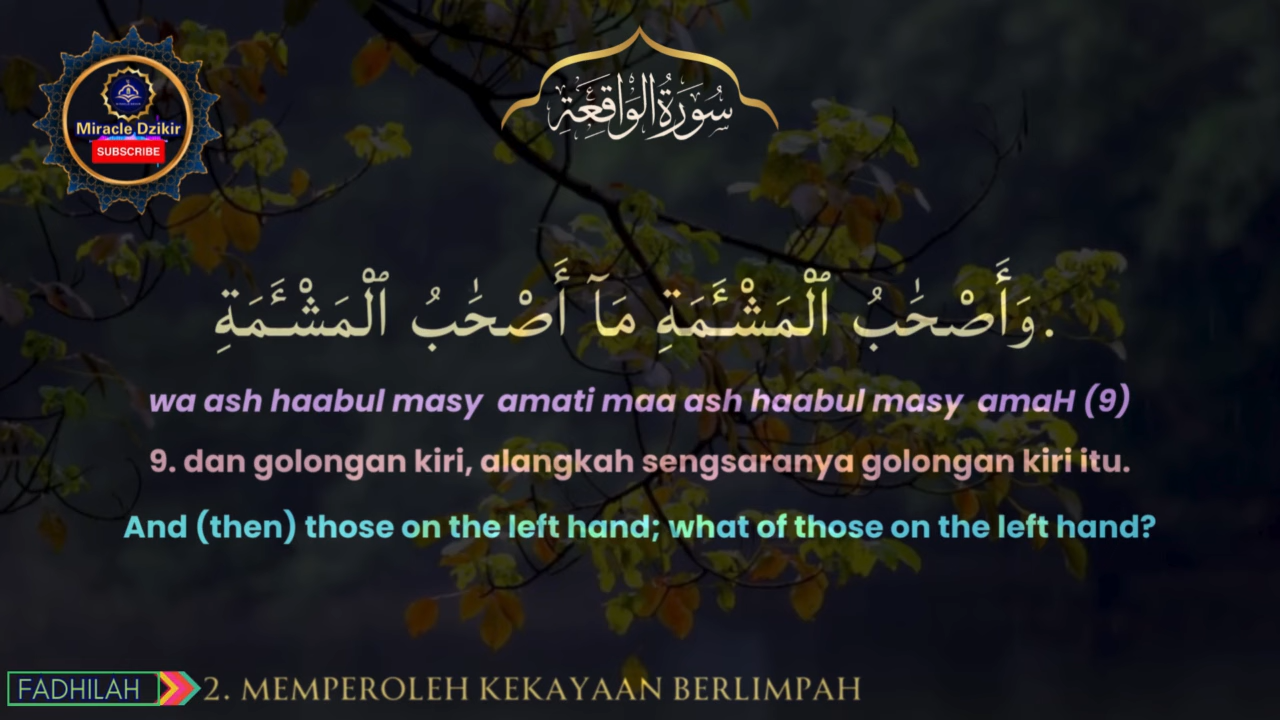 Miracle Dzikir
SUBSCRIBE
سُورَةُ الْوَاقِعَةِ
وَأَصْحَٰبُ ٱلْمَشْـَٔمَةِ مَآ أَصْحَٰبُ ٱلْمَشْـَٔمَةِ.
wa ash haabul masy amati maa ash haabul masy amaH (9)
9. dan golongan kiri, alangkah sengsaranya golongan kiri itu.
And (then) those on the left hand; what of those on the left hand?
FADHILAH 2. MEMPEROLEH KEKAYAAN BERLIMPAH